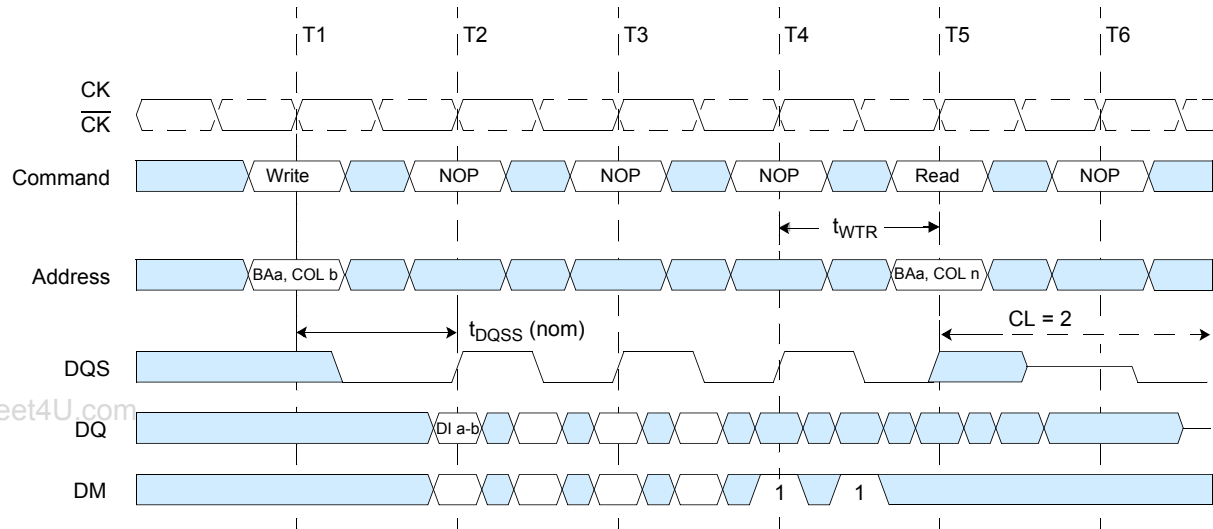 T1 T2 T3 T4 T5 T6
CK
CK
Command Write NOP NOP NOP Read NOP
tWTR
Address BAa, COL b BAa, COL n
tDQSS (nom) CL = 2
DQS
eet4U.com
DQ DI a-b
DM 1 1